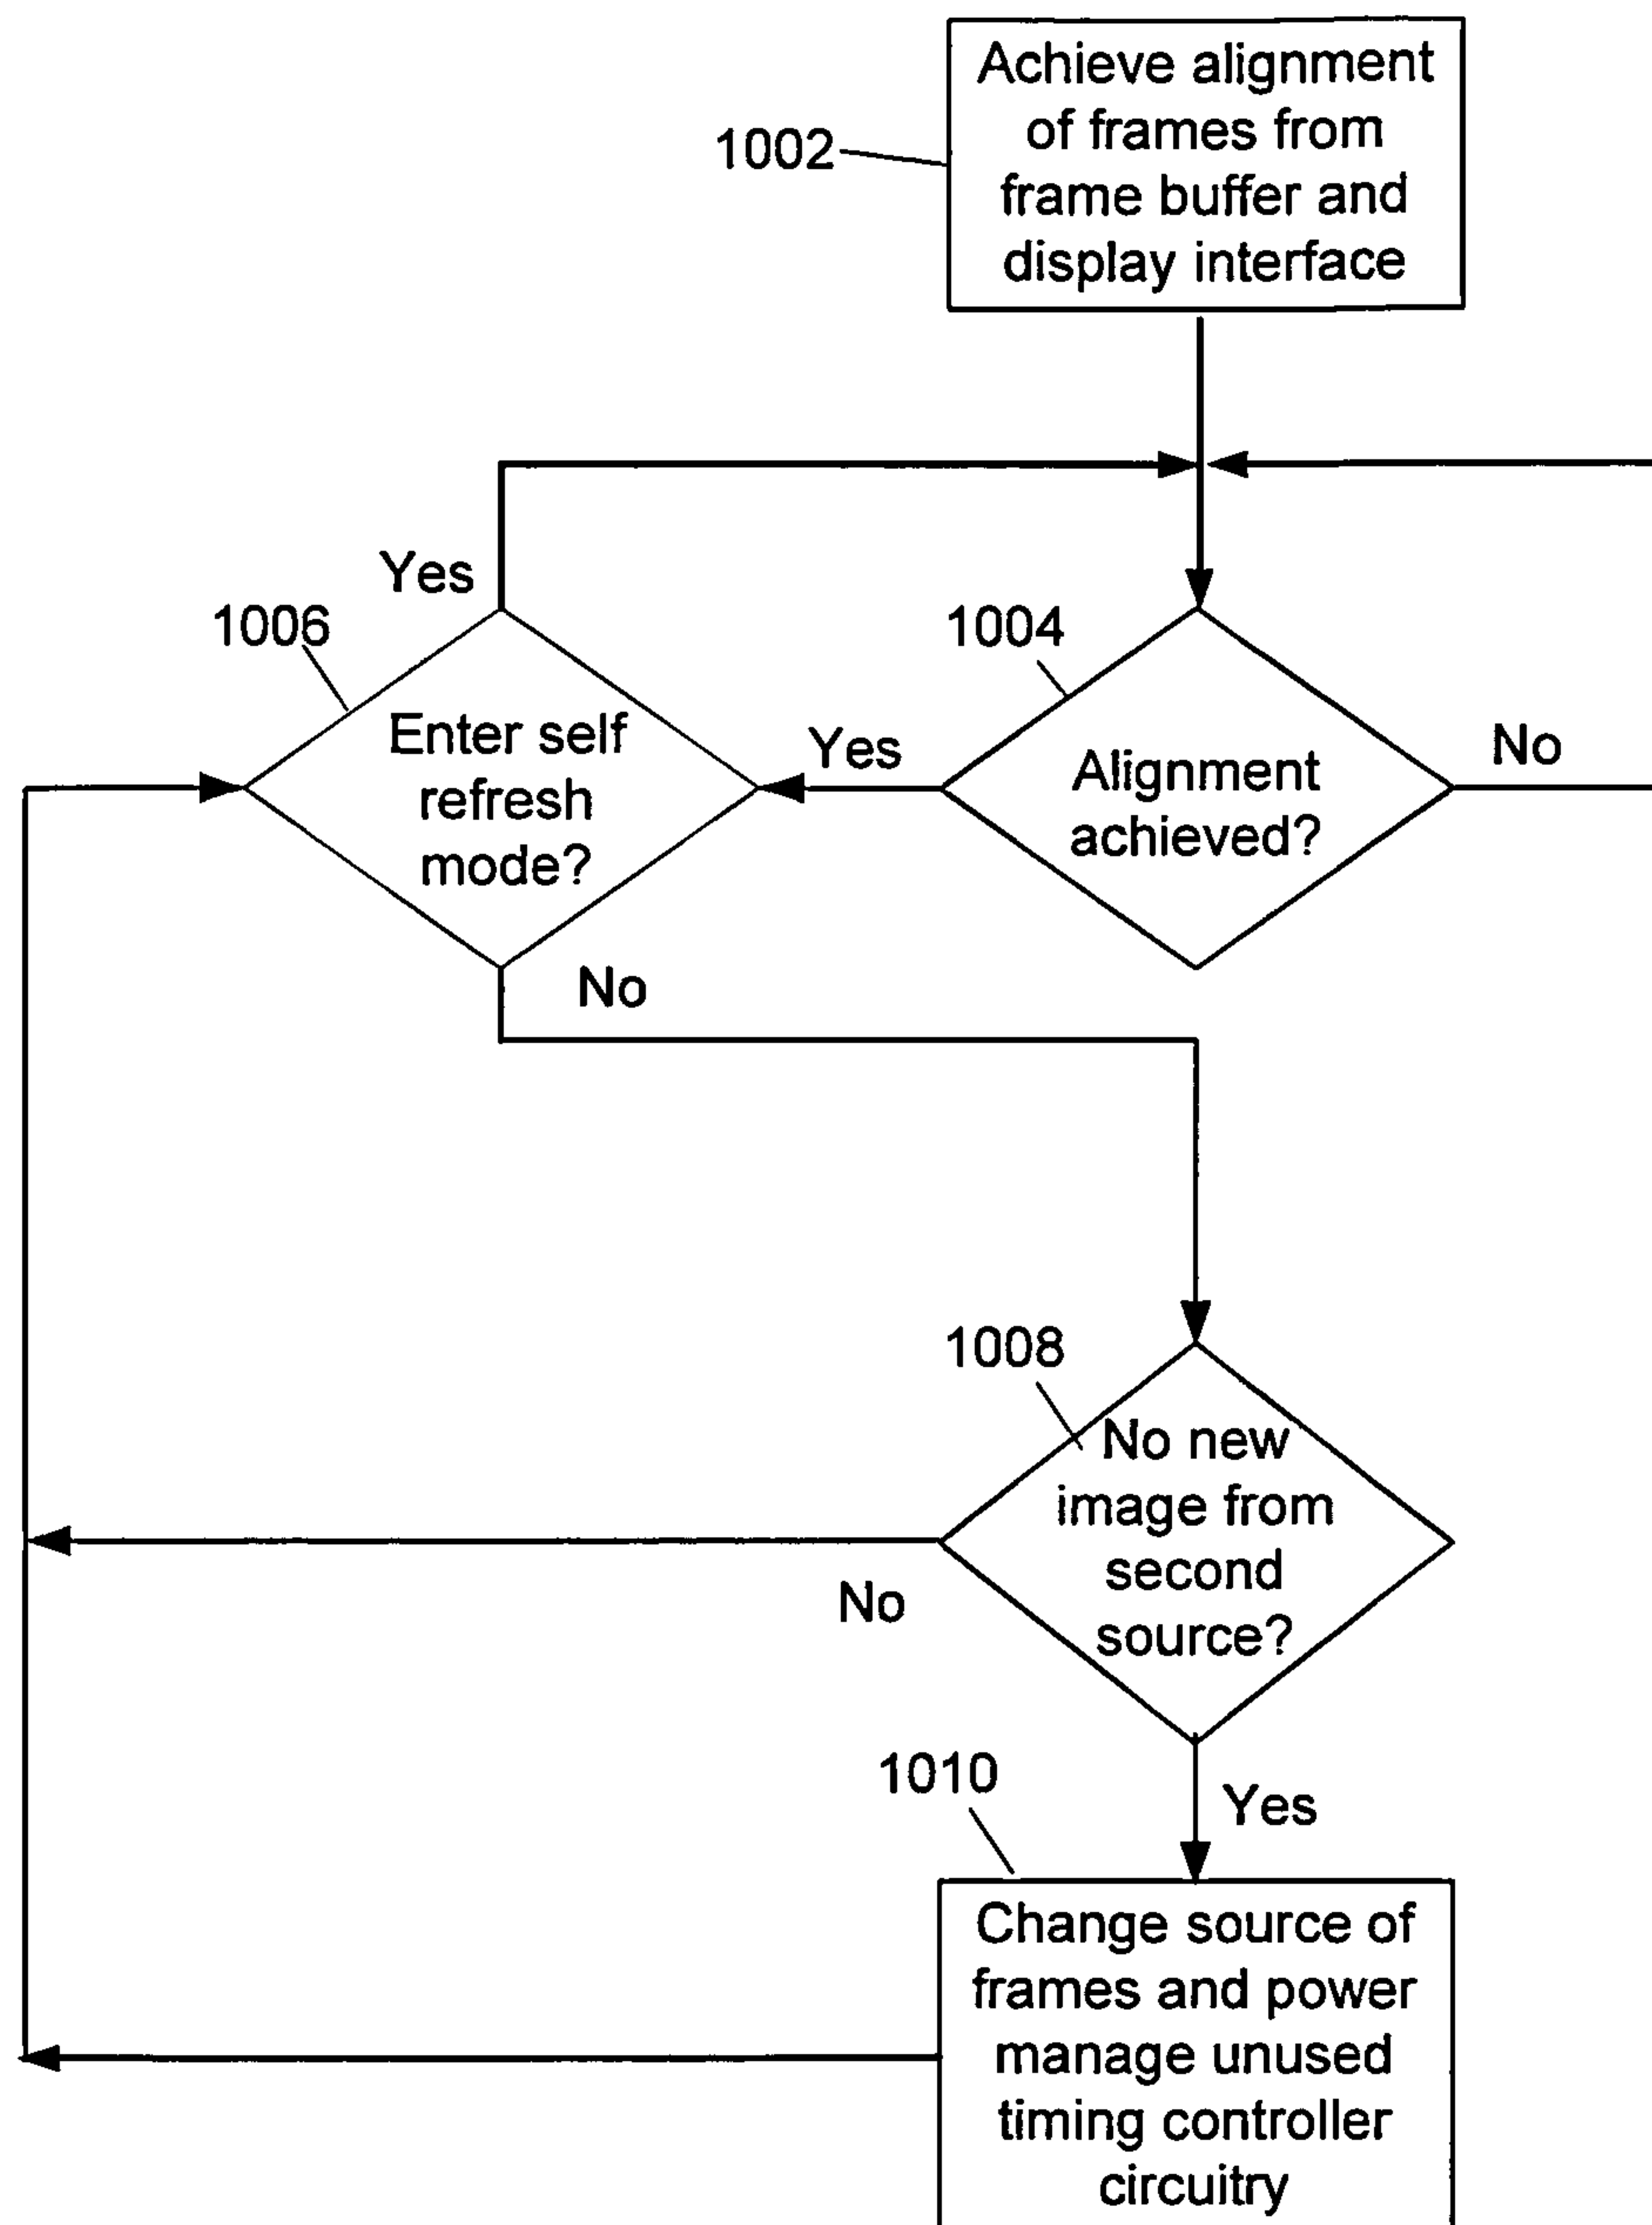 Achieve alignment
of frames from
frame buffer and
display interface
1002
Yes
1006
1004
Enter self
refresh
mode?
Yes
Alignment
achieved?
No
No
1008
No new
image from
second
source?
No
1010
Yes
Change source of
frames and power
manage unused
timing controller
circuitry